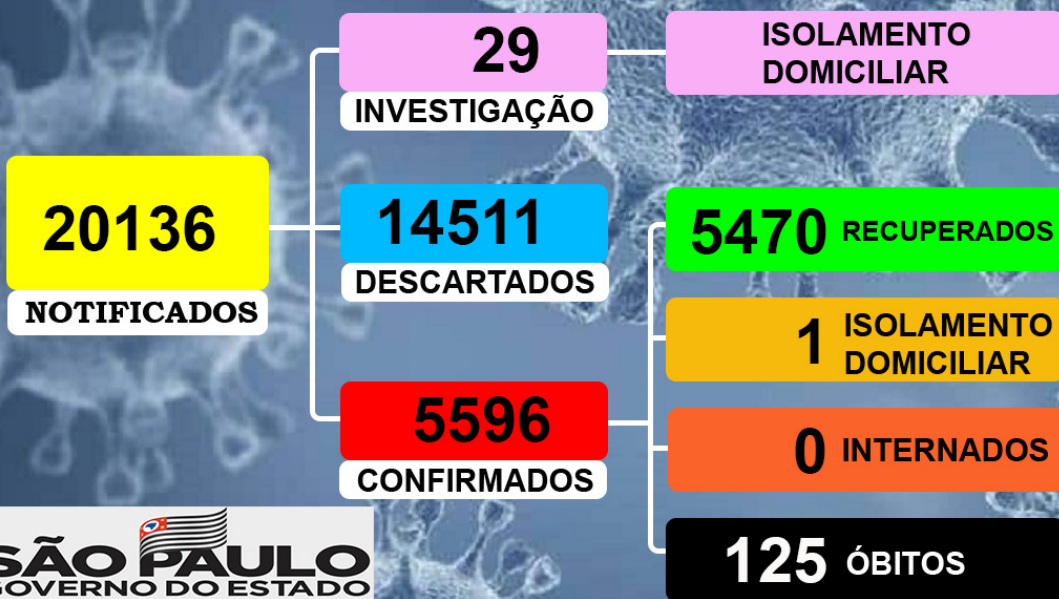 29
INVESTIGAÇÃO
ISOLAMENTO
DOMICILIAR
20136
NOTIFICADOS
14511
DESCARTADOS
5596
CONFIRMADOS
5470 RECUPERADOS
1 ISOLAMENTO
DOMICILIAR
0 INTERNADOS
125 ÓBITOS
SÃO PAULO
GOVERNO DO ESTADO